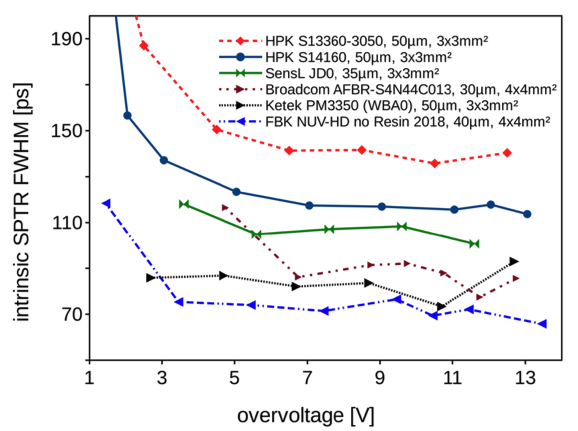 190
150
110
70
intrinsic SPTR FWHM [ps]
HPK S13360-3050, 50µm, 3x3mm²
HPK S14160, 50µm, 3x3mm²
SensL JD0, 35µm, 3x3mm²
Broadcom AFBR-S4N44C013, 30µm, 4x4mm²
Ketek PM3350 (WBA0), 50µm, 3x3mm²
FBK NUV-HD no Resin 2018, 40µm, 4x4mm²
1 3 5 7 9 11 13
overvoltage [V]